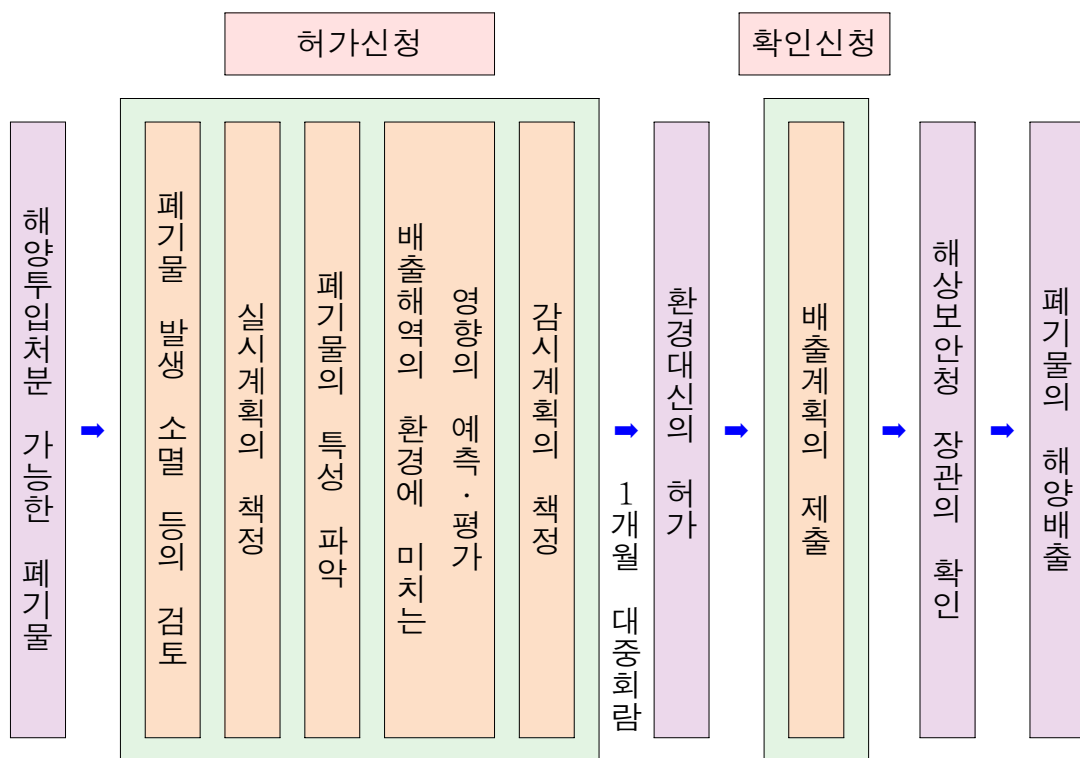 허가신청
확인신청
해양투입처분 가능한 폐기물
폐기물 발생 소멸 등의 검토
실시계획의 책정
폐기물의 특성 파악
배출해역의 환경에 미치는
영향의 예측·평가
감시계획의 책정
1개월 대중회람
환경대신의 허가
배출계획의 제출
해상보안청 장관의 확인
폐기물의 해양배출